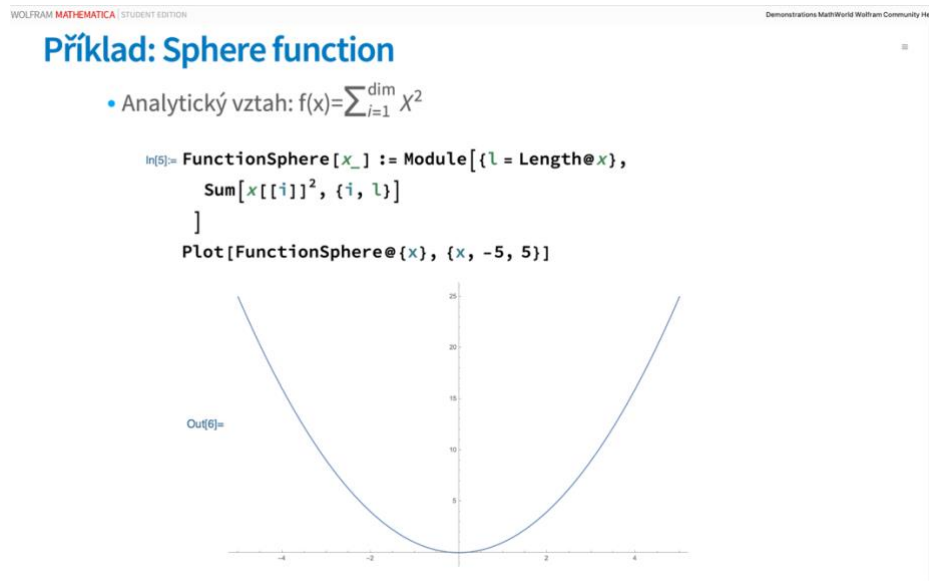 WOLFRAM MATHEMATICA | STUDENT EDITION
Demonstrations MathWorld Wolfram Community He
Příklad: Sphere function
• Analytický vztah: f(x)=∑_{i=1}^{dim} X²
In[5]:= FunctionSphere[x_] := Module[{l = Length@x},
Sum[x[[i]]², {i, l}]
]
Plot[FunctionSphere@{x}, {x, -5, 5}]
25
20
15
10
5
Out[6]=
-4 -2 2 4